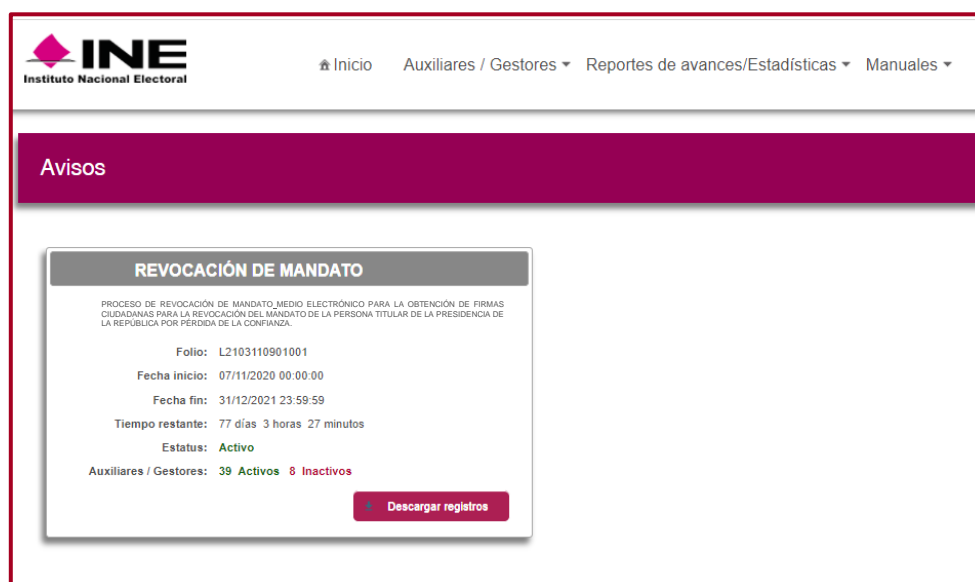 INE
Instituto Nacional Electoral
Inicio Auxiliares / Gestores Reportes de avances/Estadísticas Manuales
Avisos
REVOCACIÓN DE MANDATO
PROCESO DE REVOCACIÓN DE MANDATO_MEDIO ELECTRÓNICO PARA LA OBTENCIÓN DE FIRMAS
CIUDADANAS PARA LA REVOCACIÓN DEL MANDATO DE LA PERSONA TITULAR DE LA PRESIDENCIA DE
LA REPÚBLICA POR PÉRDIDA DE LA CONFIANZA.
Folio: L2103110901001
Fecha inicio: 07/11/2020 00:00:00
Fecha fin: 31/12/2021 23:59:59
Tiempo restante: 77 días 3 horas 27 minutos
Estatus: Activo
Auxiliares / Gestores: 39 Activos 8 Inactivos
Descargar registros